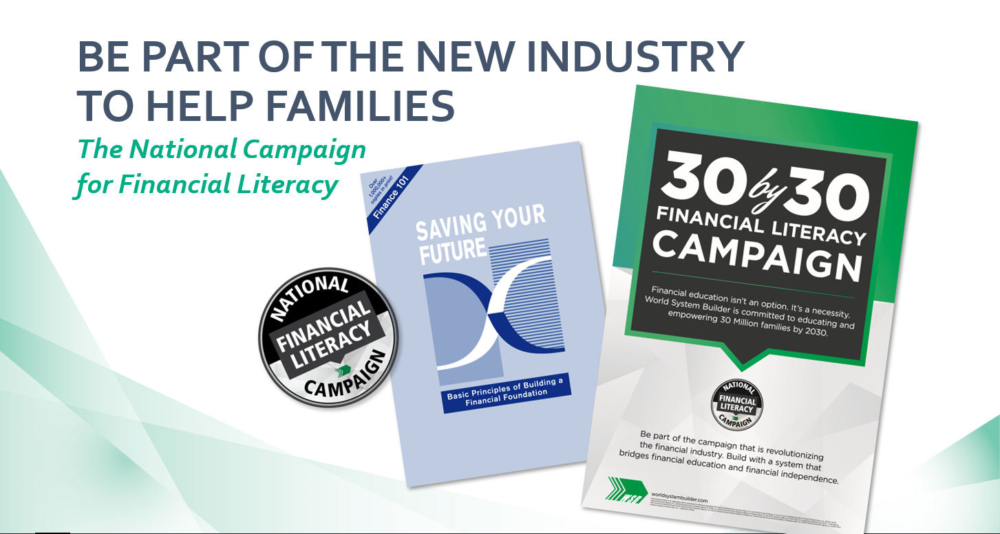 BE PART OF THE NEW INDUSTRY
TO HELP FAMILIES
The National Campaign
for Financial Literacy
NATIONAL
FINANCIAL
LITERACY
CAMPAIGN
Over
1,000,000+
copies in print!
Finance 101
SAVING YOUR
FUTURE
Basic Principles of Building a
Financial Foundation
30 by 30
FINANCIAL LITERACY
CAMPAIGN
Financial education isn't an option. It's a necessity.
World System Builder is committed to educating and
empowering 30 Million families by 2030.
NATIONAL
FINANCIAL
LITERACY
CAMPAIGN
Be part of the campaign that is revolutionizing
the financial industry. Build with a system that
bridges financial education and financial independence.
WSB
worldsystembuilder.com